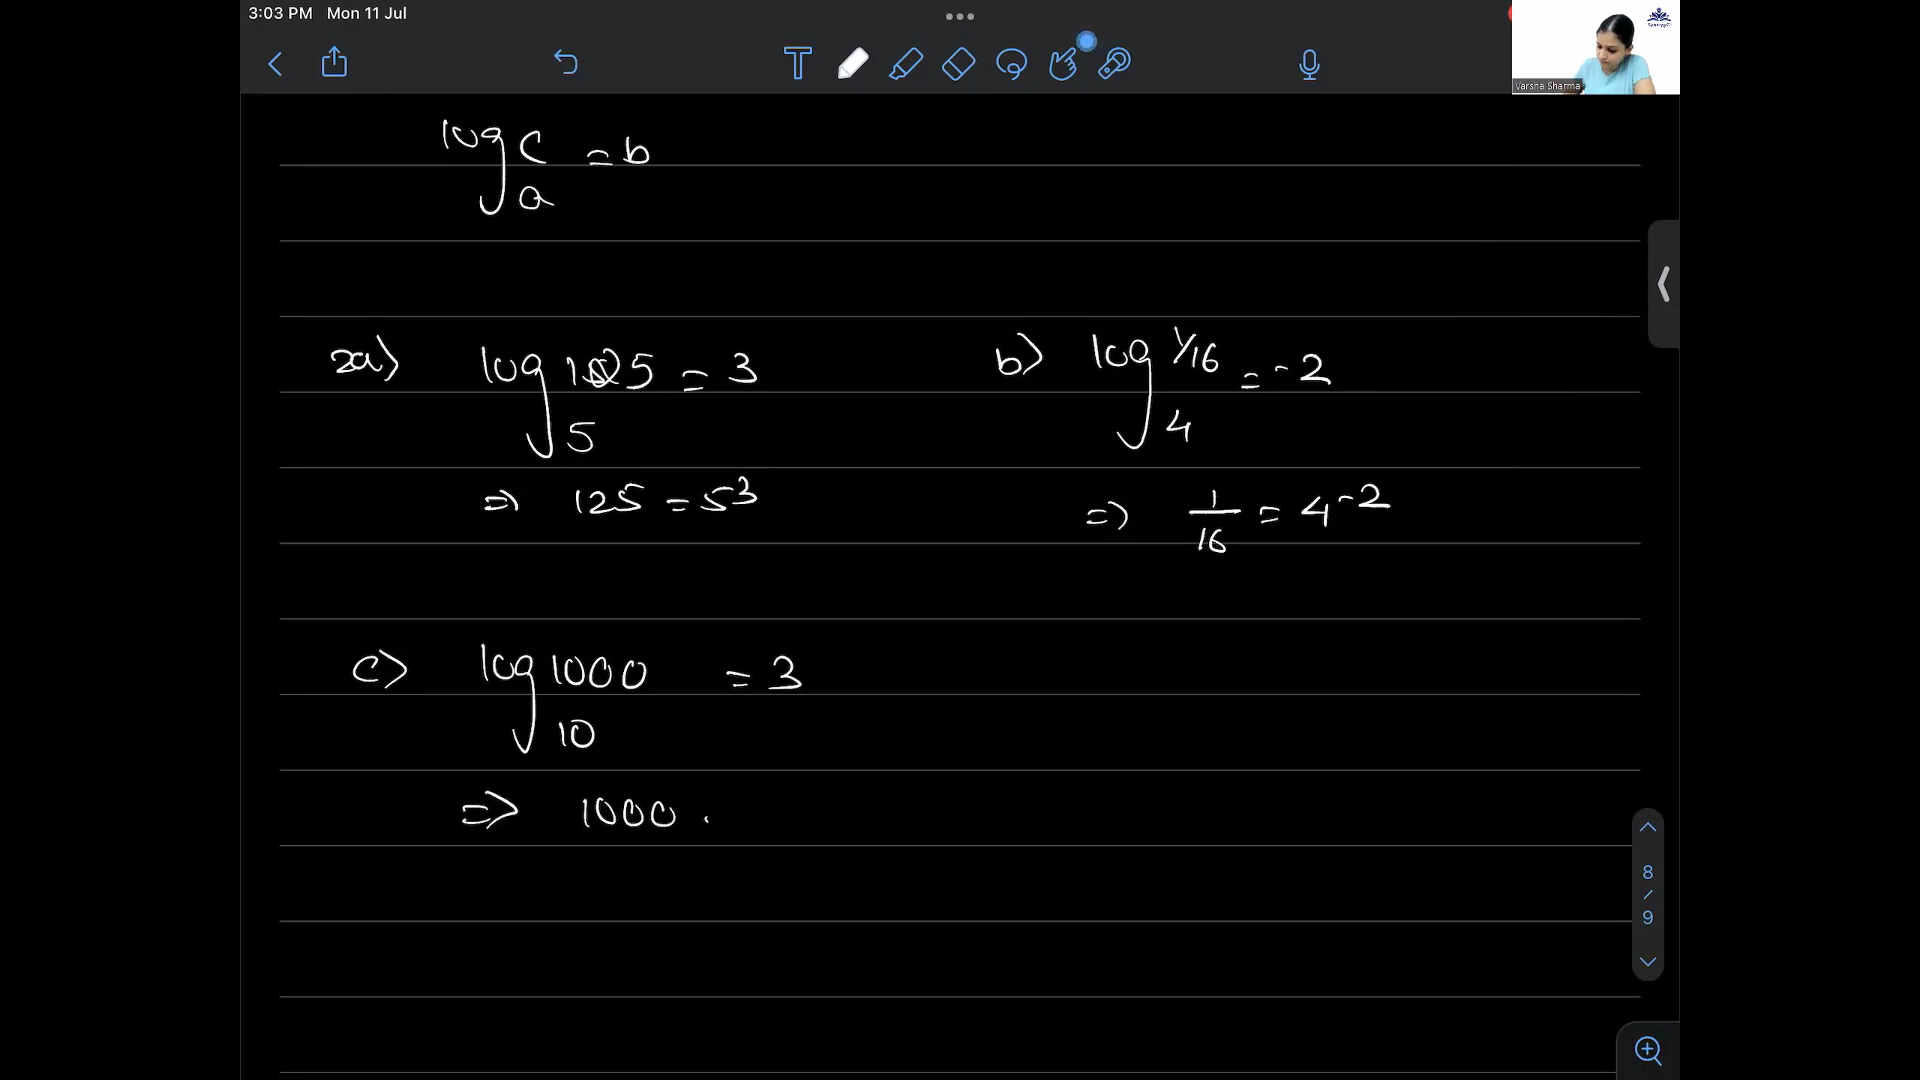 3:03 PM Mon 11 Jul
Varsha Sharma
log_a c = b
2a) log_5 125 = 3
⇒ 125 = 5^3
b) log_4 1/16 = -2
⇒ 1/16 = 4^-2
c) log_10 1000 = 3
⇒ 1000
8
/
9